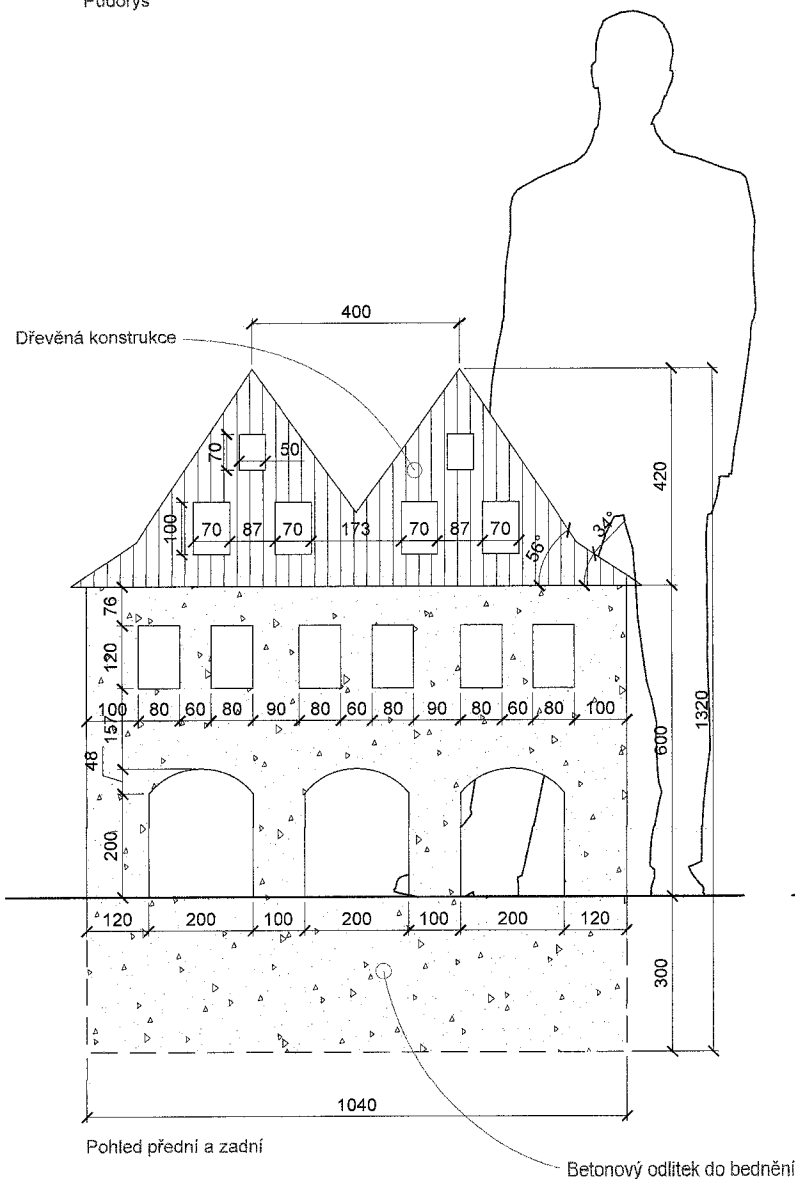 Půdorys
400
Dřevěná konstrukce
70
50
420
100
70 87 70 173 70 87 70
56°
34°
76
120
100 80 60 80 90 80 60 80 90 80 60 80 100
157
48
600
1320
200
120 200 100 200 100 200 120
300
1040
Pohled přední a zadní
Betonový odlitek do bednění